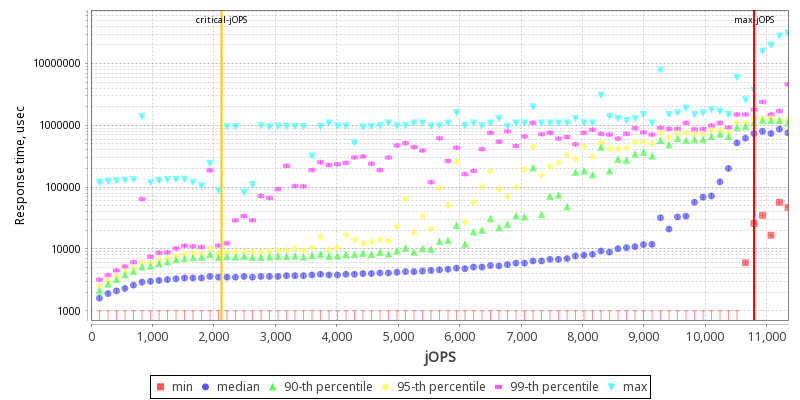 critical-jOPS max-jOPS
10000000
1000000
100000
10000
1000
Response time, usec
0 1,000 2,000 3,000 4,000 5,000 6,000 7,000 8,000 9,000 10,000 11,000
jOPS
min median 90-th percentile 95-th percentile 99-th percentile max